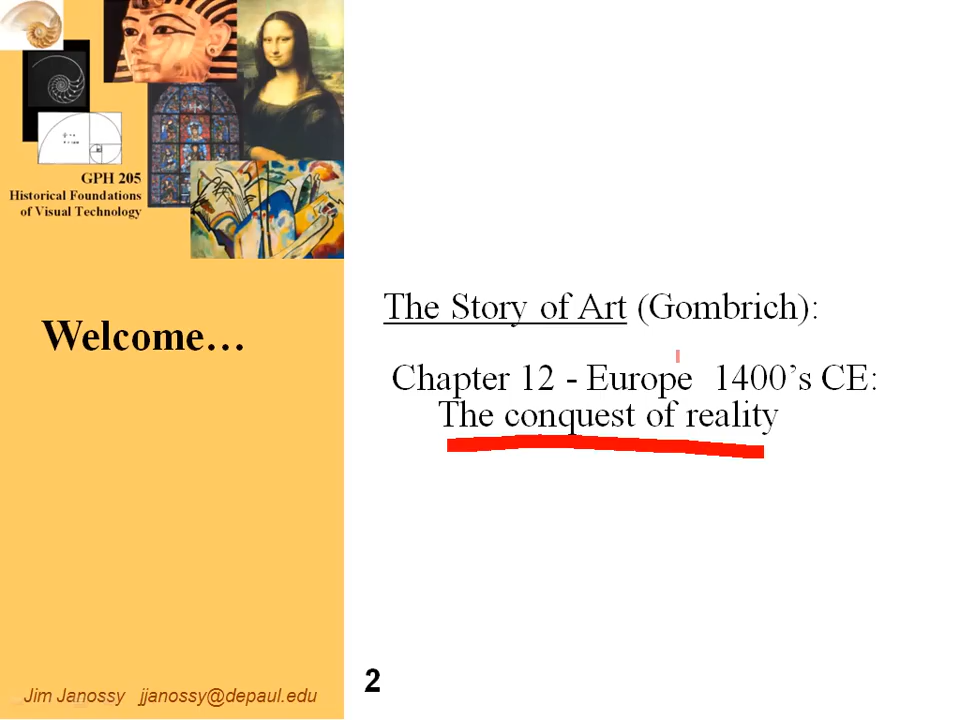 GPH 205
Historical Foundations
of Visual Technology
Welcome…
The Story of Art (Gombrich):
Chapter 12 - Europe 1400’s CE:
The conquest of reality
Jim Janossy jjanossy@depaul.edu
2